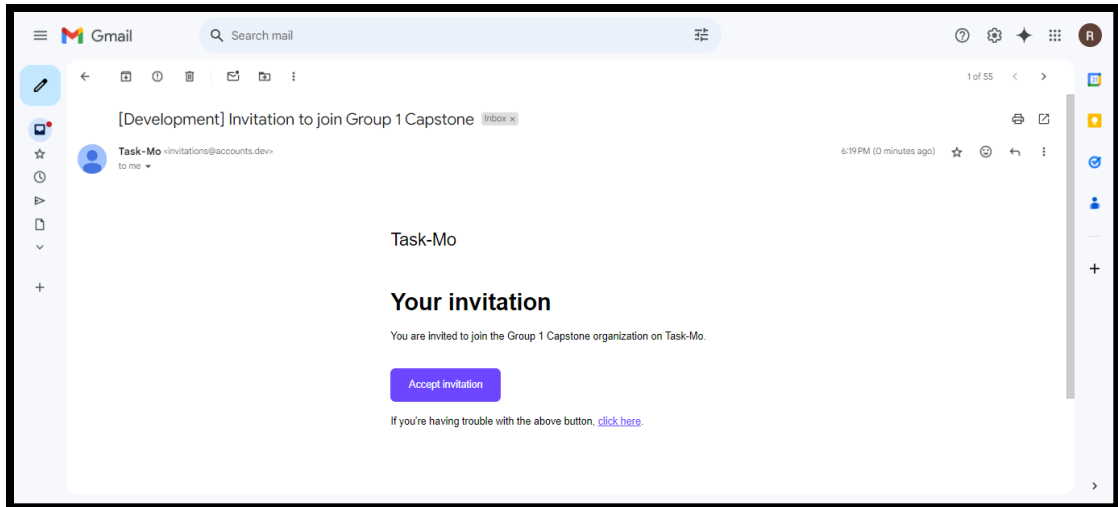 Gmail
Search mail
R
1 of 55
[Development] Invitation to join Group 1 Capstone Inbox x
Task-Mo <invitations@accounts.dev>
6:19 PM (0 minutes ago)
to me
Task-Mo
Your invitation
You are invited to join the Group 1 Capstone organization on Task-Mo.
Accept invitation
If you're having trouble with the above button, click here.